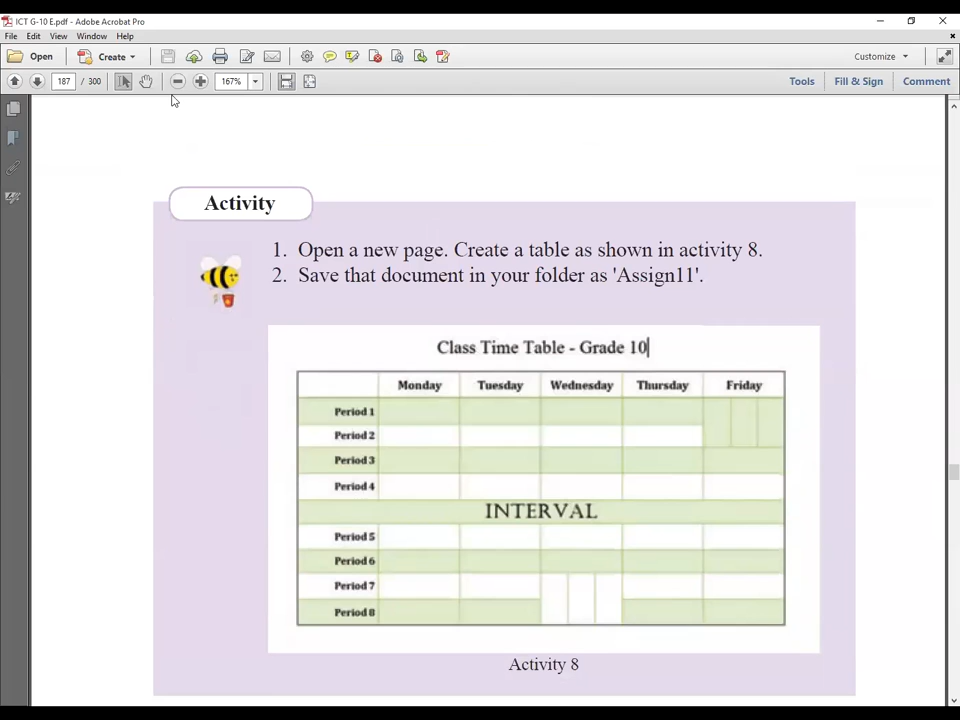 ICT G-10 E.pdf - Adobe Acrobat Pro
File Edit View Window Help
Open Create Customize
187 / 300 167% Tools Fill & Sign Comment
Activity
1. Open a new page. Create a table as shown in activity 8.
2. Save that document in your folder as 'Assign11'.
Class Time Table - Grade 10
Monday Tuesday Wednesday Thursday Friday
Period 1
Period 2
Period 3
Period 4
INTERVAL
Period 5
Period 6
Period 7
Period 8
Activity 8